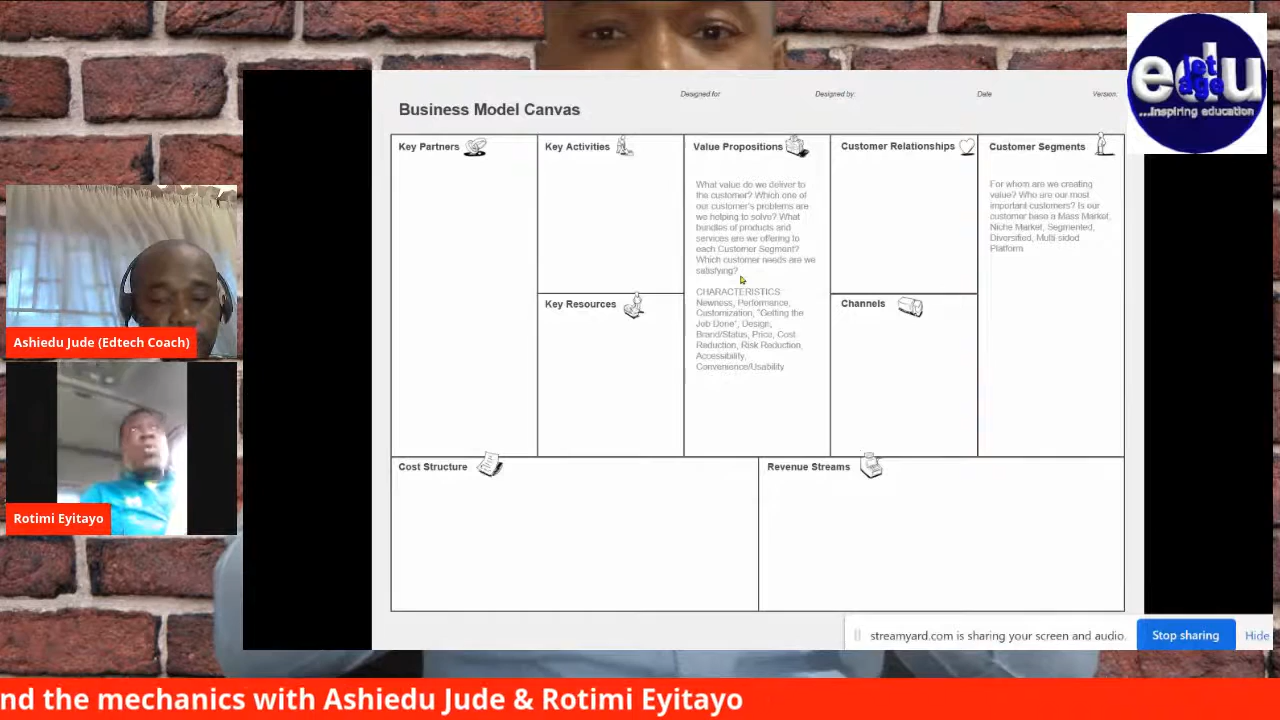 Designed for
Designed by:
Date
Version:
Business Model Canvas
edu
jet
age
...inspiring education
Key Partners
Key Activities
Value Propositions
Customer Relationships
Customer Segments
What value do we deliver to
the customer? Which one of
our customer's problems are
we helping to solve? What
bundles of products and
services are we offering to
each Customer Segment?
Which customer needs are we
satisfying?
CHARACTERISTICS
Newness, Performance,
Customization, "Getting the
Job Done", Design,
Brand/Status, Price, Cost
Reduction, Risk Reduction,
Accessibility,
Convenience/Usability
For whom are we creating
value? Who are our most
important customers? Is our
customer base a Mass Market,
Niche Market, Segmented,
Diversified, Multi-sided
Platform
Key Resources
Channels
Cost Structure
Revenue Streams
Ashiedu Jude (Edtech Coach)
Rotimi Eyitayo
streamyard.com is sharing your screen and audio.
Stop sharing
Hide
nd the mechanics with Ashiedu Jude & Rotimi Eyitayo